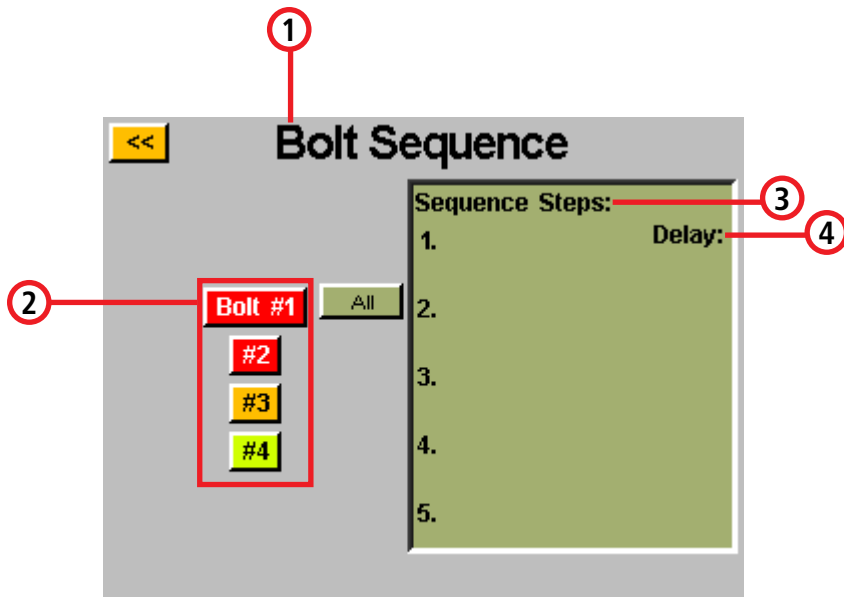 1
<< Bolt Sequence
Sequence Steps: 3
Delay: 4
1.
2 Bolt #1 All 2.
#2
3.
#3
#4 4.
5.